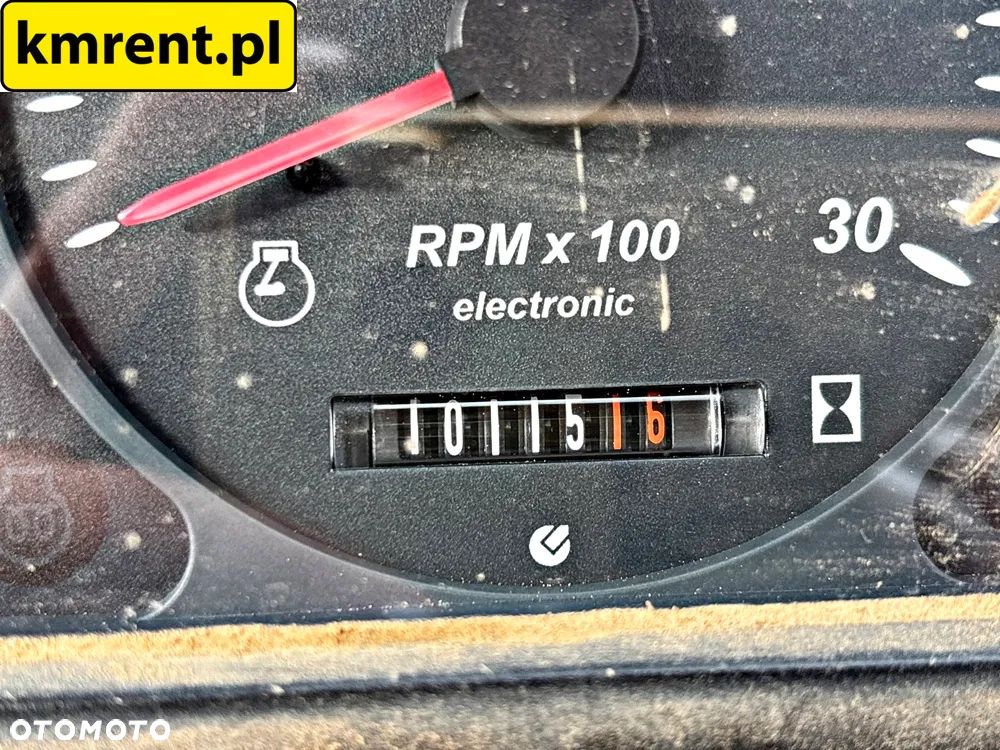 kmrent.pl
RPM x 100
30
electronic
1011516
OTOMOTO